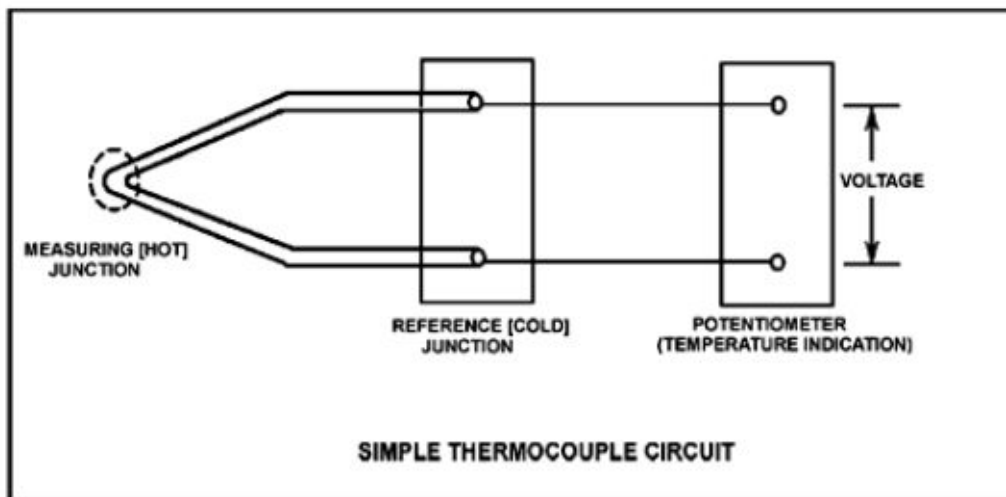 MEASURING [HOT]
JUNCTION
REFERENCE [COLD]
JUNCTION
VOLTAGE
POTENTIOMETER
(TEMPERATURE INDICATION)
SIMPLE THERMOCOUPLE CIRCUIT